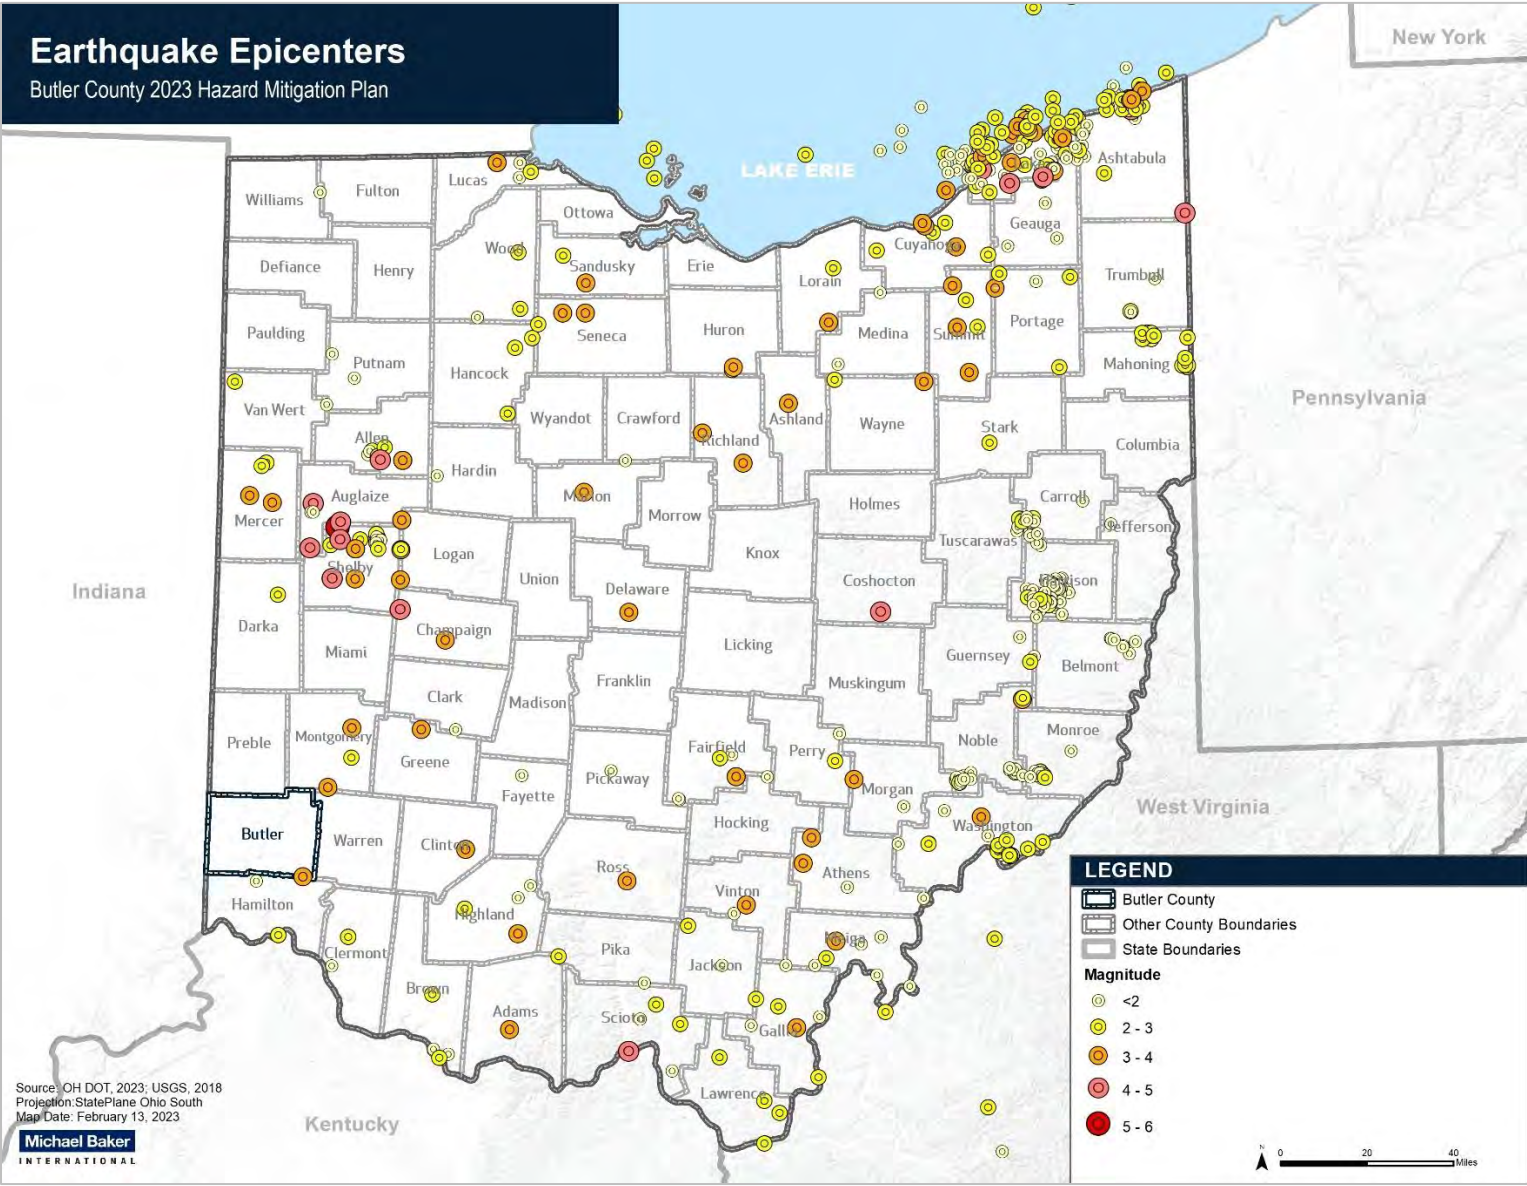 Earthquake Epicenters
Butler County 2023 Hazard Mitigation Plan
New York
LAKE ERIE
Ashtabula
Williams
Fulton
Lucas
Ottowa
Geauga
Wood
Cuyahoga
Defiance
Henry
Sandusky
Erie
Lorain
Trumbull
Paulding
Putnam
Seneca
Huron
Medina
Summit
Portage
Mahoning
Hancock
Pennsylvania
Van Wert
Wyandot
Crawford
Ashland
Wayne
Stark
Allen
Richland
Columbia
Hardin
Auglaize
Mercer
Marion
Morrow
Holmes
Carroll
Jefferson
Tuscarawas
Logan
Knox
Shelby
Union
Delaware
Coshocton
Harrison
Indiana
Darka
Miami
Champaign
Licking
Guernsey
Belmont
Clark
Madison
Franklin
Muskingum
Preble
Montgomery
Greene
Fairfield
Perry
Noble
Monroe
Fayette
Pickaway
Morgan
West Virginia
Butler
Warren
Clinton
Hocking
Washington
Ross
Vinton
Athens
Hamilton
Highland
Clermont
Pika
Jackson
Meiga
Brown
Adams
Scioto
Gallia
Lawrence
Kentucky
LEGEND
Butler County
Other County Boundaries
State Boundaries
Magnitude
<2
2 - 3
3 - 4
4 - 5
5 - 6
N
0 20 40
Miles
Source: OH DOT, 2023; USGS, 2018
Projection:StatePlane Ohio South
Map Date: February 13, 2023
Michael Baker
INTERNATIONAL